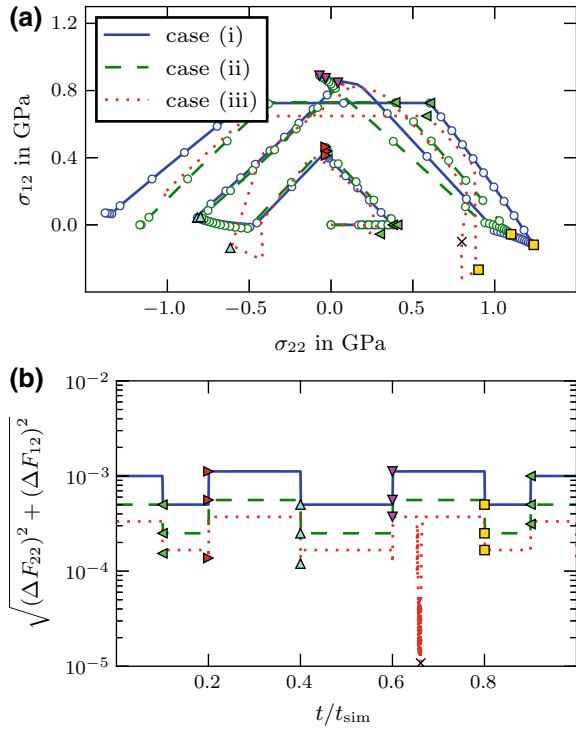 (a)
1.2
0.8
0.4
0.0
σ₁₂ in GPa
case (i)
case (ii)
case (iii)
−1.0 −0.5 0.0 0.5 1.0
σ₂₂ in GPa
(b)
10⁻²
10⁻³
10⁻⁴
10⁻⁵
√(ΔF₂₂)² + (ΔF₁₂)²
0.2 0.4 0.6 0.8
t/t_sim